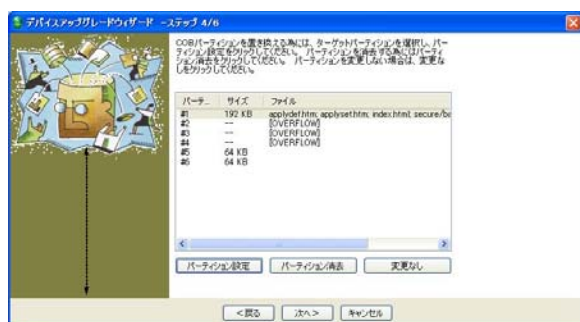 デバイスアップグレードウィザード －ステップ 4/6
COBパーティションを置き換える為には、ターゲットパーティションを選択し、パー
ティション設定をクリックしてください。 パーティションを消去する為にはパーティ
ション消去をクリックしてください。 パーティションを変更しない場合は、変更な
しをクリックしてください。
パーテ... サイズ ファイル
#1 192 KB applydef.htm; applyset.htm; index.html; secure/ba
#2 -- [OVERFLOW]
#3 -- [OVERFLOW]
#4 -- [OVERFLOW]
#5 64 KB
#6 64 KB
パーティション設定 パーティション消去 変更なし
<戻る 次へ> キャンセル